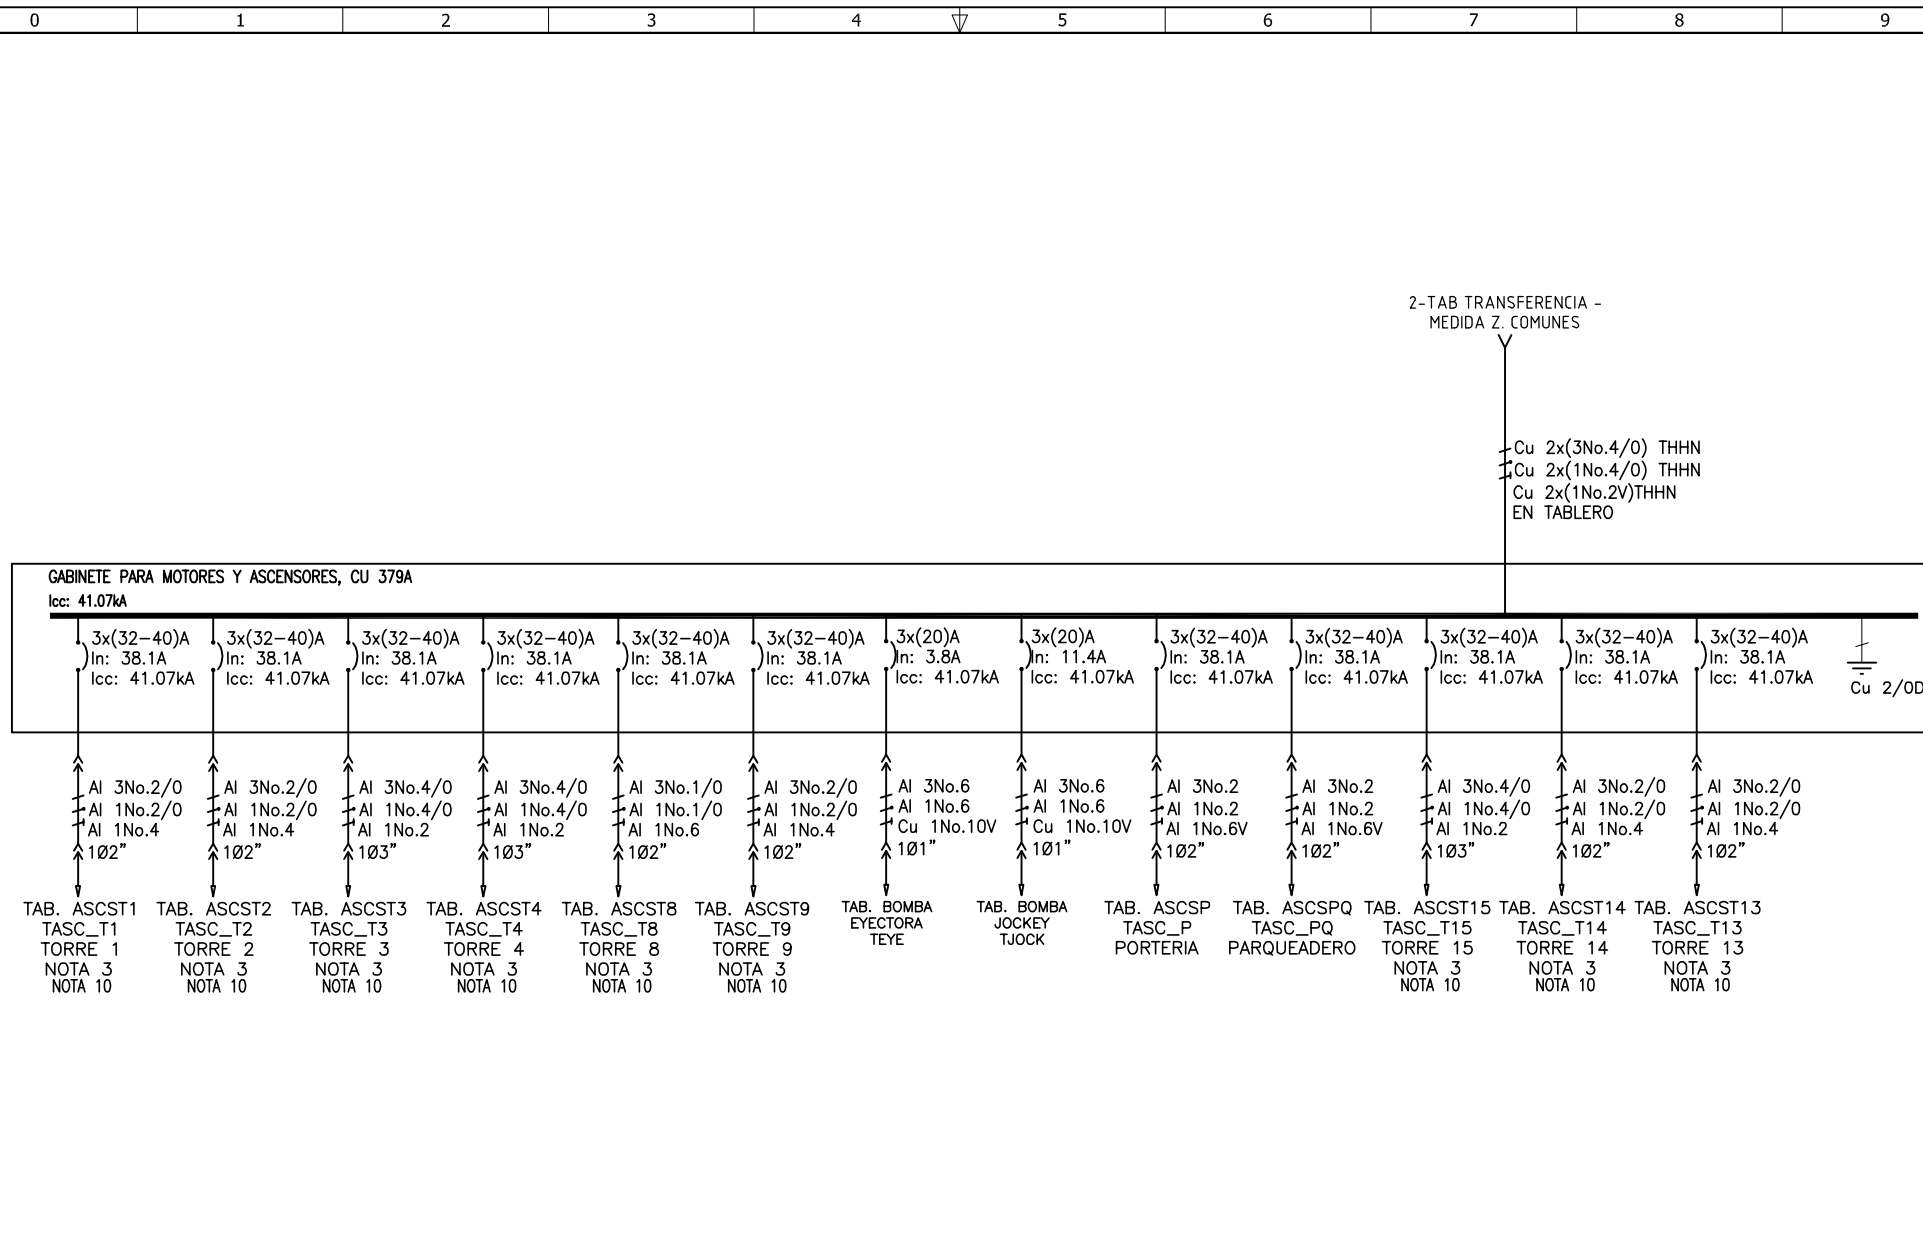 0 1 2 3 4 5 6 7 8 9
2-TAB TRANSFERENCIA -
MEDIDA Z. COMUNES
Cu 2x(3No.4/0) THHN
Cu 2x(1No.4/0) THHN
Cu 2x(1No.2V)THHN
EN TABLERO
GABINETE PARA MOTORES Y ASCENSORES, CU 379A
Icc: 41.07kA
3x(32-40)A
In: 38.1A
Icc: 41.07kA
3x(32-40)A
In: 38.1A
Icc: 41.07kA
3x(32-40)A
In: 38.1A
Icc: 41.07kA
3x(32-40)A
In: 38.1A
Icc: 41.07kA
3x(32-40)A
In: 38.1A
Icc: 41.07kA
3x(32-40)A
In: 38.1A
Icc: 41.07kA
3x(20)A
In: 3.8A
Icc: 41.07kA
3x(20)A
In: 11.4A
Icc: 41.07kA
3x(32-40)A
In: 38.1A
Icc: 41.07kA
3x(32-40)A
In: 38.1A
Icc: 41.07kA
3x(32-40)A
In: 38.1A
Icc: 41.07kA
3x(32-40)A
In: 38.1A
Icc: 41.07kA
3x(32-40)A
In: 38.1A
Icc: 41.07kA
Cu 2/0D
Al 3No.2/0
Al 1No.2/0
Al 1No.4
1Ø2"
TAB. ASCST1
TASC_T1
TORRE 1
NOTA 3
NOTA 10
Al 3No.2/0
Al 1No.2/0
Al 1No.4
1Ø2"
TAB. ASCST2
TASC_T2
TORRE 2
NOTA 3
NOTA 10
Al 3No.4/0
Al 1No.4/0
Al 1No.2
1Ø3"
TAB. ASCST3
TASC_T3
TORRE 3
NOTA 3
NOTA 10
Al 3No.4/0
Al 1No.4/0
Al 1No.2
1Ø3"
TAB. ASCST4
TASC_T4
TORRE 4
NOTA 3
NOTA 10
Al 3No.1/0
Al 1No.1/0
Al 1No.6
1Ø2"
TAB. ASCST8
TASC_T8
TORRE 8
NOTA 3
NOTA 10
Al 3No.2/0
Al 1No.2/0
Al 1No.4
1Ø2"
TAB. ASCST9
TASC_T9
TORRE 9
NOTA 3
NOTA 10
Al 3No.6
Al 1No.6
Cu 1No.10V
1Ø1"
TAB. BOMBA
EYECTORA
TEYE
Al 3No.6
Al 1No.6
Cu 1No.10V
1Ø1"
TAB. BOMBA
JOCKEY
TJOCK
Al 3No.2
Al 1No.2
Al 1No.6V
1Ø2"
TAB. ASCSP
TASC_P
PORTERIA
Al 3No.2
Al 1No.2
Al 1No.6V
1Ø2"
TAB. ASCSPQ
TASC_PQ
PARQUEADERO
Al 3No.4/0
Al 1No.4/0
Al 1No.2
1Ø3"
TAB. ASCST15
TASC_T15
TORRE 15
NOTA 3
NOTA 10
Al 3No.2/0
Al 1No.2/0
Al 1No.4
1Ø2"
TAB. ASCST14
TASC_T14
TORRE 14
NOTA 3
NOTA 10
Al 3No.2/0
Al 1No.2/0
Al 1No.4
1Ø2"
TAB. ASCST13
TASC_T13
TORRE 13
NOTA 3
NOTA 10